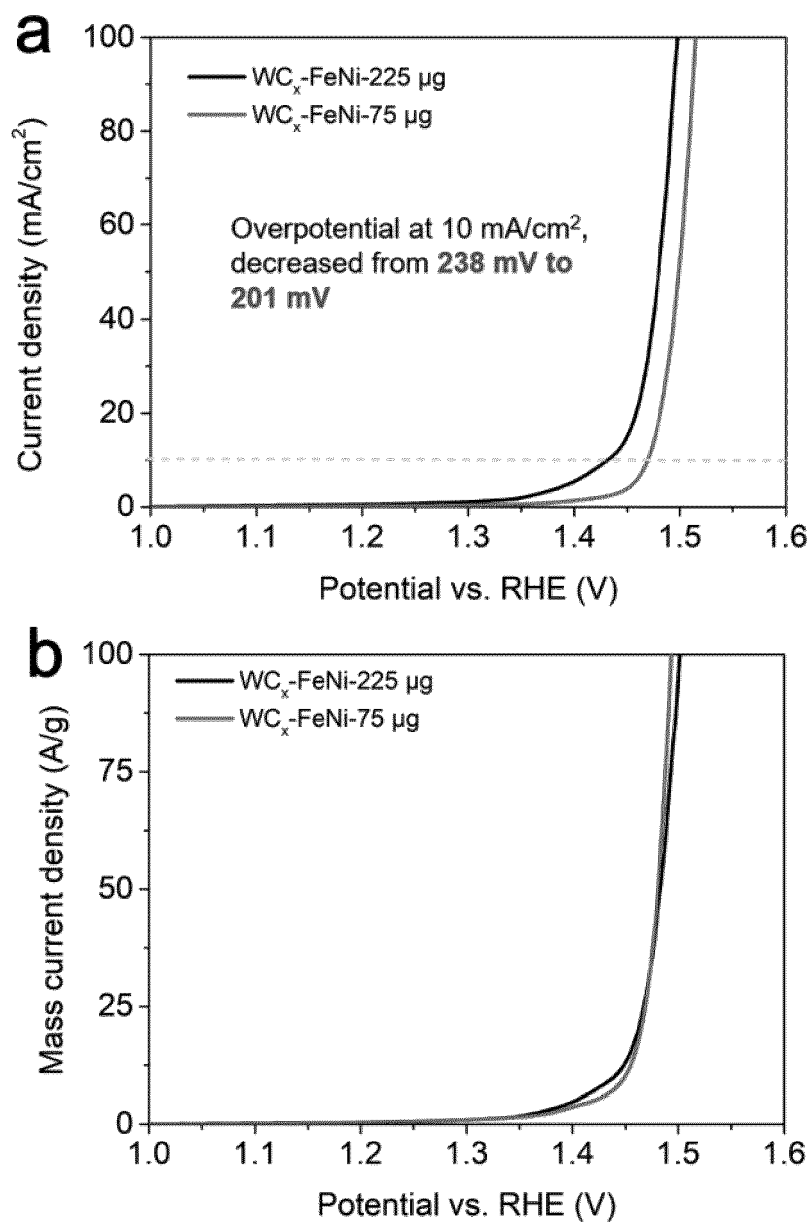 a
100
80
60
40
20
0
Current density (mA/cm²)
WCₓ-FeNi-225 µg
WCₓ-FeNi-75 µg
Overpotential at 10 mA/cm²,
decreased from 238 mV to
201 mV
1.0 1.1 1.2 1.3 1.4 1.5 1.6
Potential vs. RHE (V)
b
100
75
50
25
0
Mass current density (A/g)
WCₓ-FeNi-225 µg
WCₓ-FeNi-75 µg
1.0 1.1 1.2 1.3 1.4 1.5 1.6
Potential vs. RHE (V)